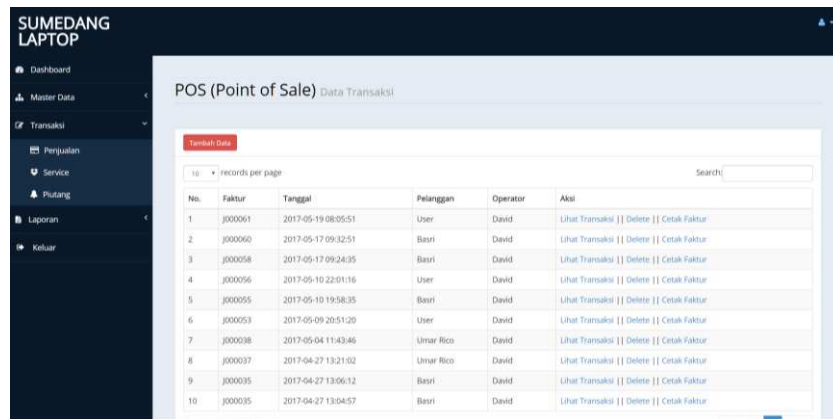 SUMEDANG
LAPTOP
Dashboard
Master Data
Transaksi
Penjualan
Service
Piutang
Laporan
Keluar
POS (Point of Sale) Data Transaksi
Tambah Data
10 records per page
Search:
No. Faktur Tanggal Pelanggan Operator Aksi
1 J000061 2017-05-19 08:05:51 User David Lihat Transaksi || Delete || Cetak Faktur
2 J000060 2017-05-17 09:32:51 Basri David Lihat Transaksi || Delete || Cetak Faktur
3 J000058 2017-05-17 09:24:35 Basri David Lihat Transaksi || Delete || Cetak Faktur
4 J000056 2017-05-10 22:01:16 User David Lihat Transaksi || Delete || Cetak Faktur
5 J000055 2017-05-10 19:58:35 Basri David Lihat Transaksi || Delete || Cetak Faktur
6 J000053 2017-05-09 20:51:20 User David Lihat Transaksi || Delete || Cetak Faktur
7 J000038 2017-05-04 11:43:46 Umar Rico David Lihat Transaksi || Delete || Cetak Faktur
8 J000037 2017-04-27 13:21:02 Umar Rico David Lihat Transaksi || Delete || Cetak Faktur
9 J000035 2017-04-27 13:06:12 Basri David Lihat Transaksi || Delete || Cetak Faktur
10 J000035 2017-04-27 13:04:57 Basri David Lihat Transaksi || Delete || Cetak Faktur